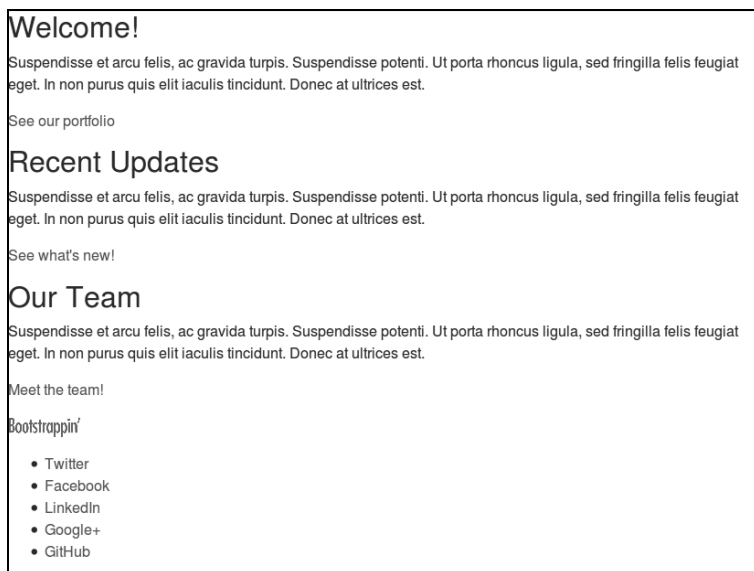 Welcome!
Suspendisse et arcu felis, ac gravida turpis. Suspendisse potenti. Ut porta rhoncus ligula, sed fringilla felis feugiat
eget. In non purus quis elit iaculis tincidunt. Donec at ultrices est.
See our portfolio
Recent Updates
Suspendisse et arcu felis, ac gravida turpis. Suspendisse potenti. Ut porta rhoncus ligula, sed fringilla felis feugiat
eget. In non purus quis elit iaculis tincidunt. Donec at ultrices est.
See what's new!
Our Team
Suspendisse et arcu felis, ac gravida turpis. Suspendisse potenti. Ut porta rhoncus ligula, sed fringilla felis feugiat
eget. In non purus quis elit iaculis tincidunt. Donec at ultrices est.
Meet the team!
Bootstrappin'
• Twitter
• Facebook
• LinkedIn
• Google+
• GitHub